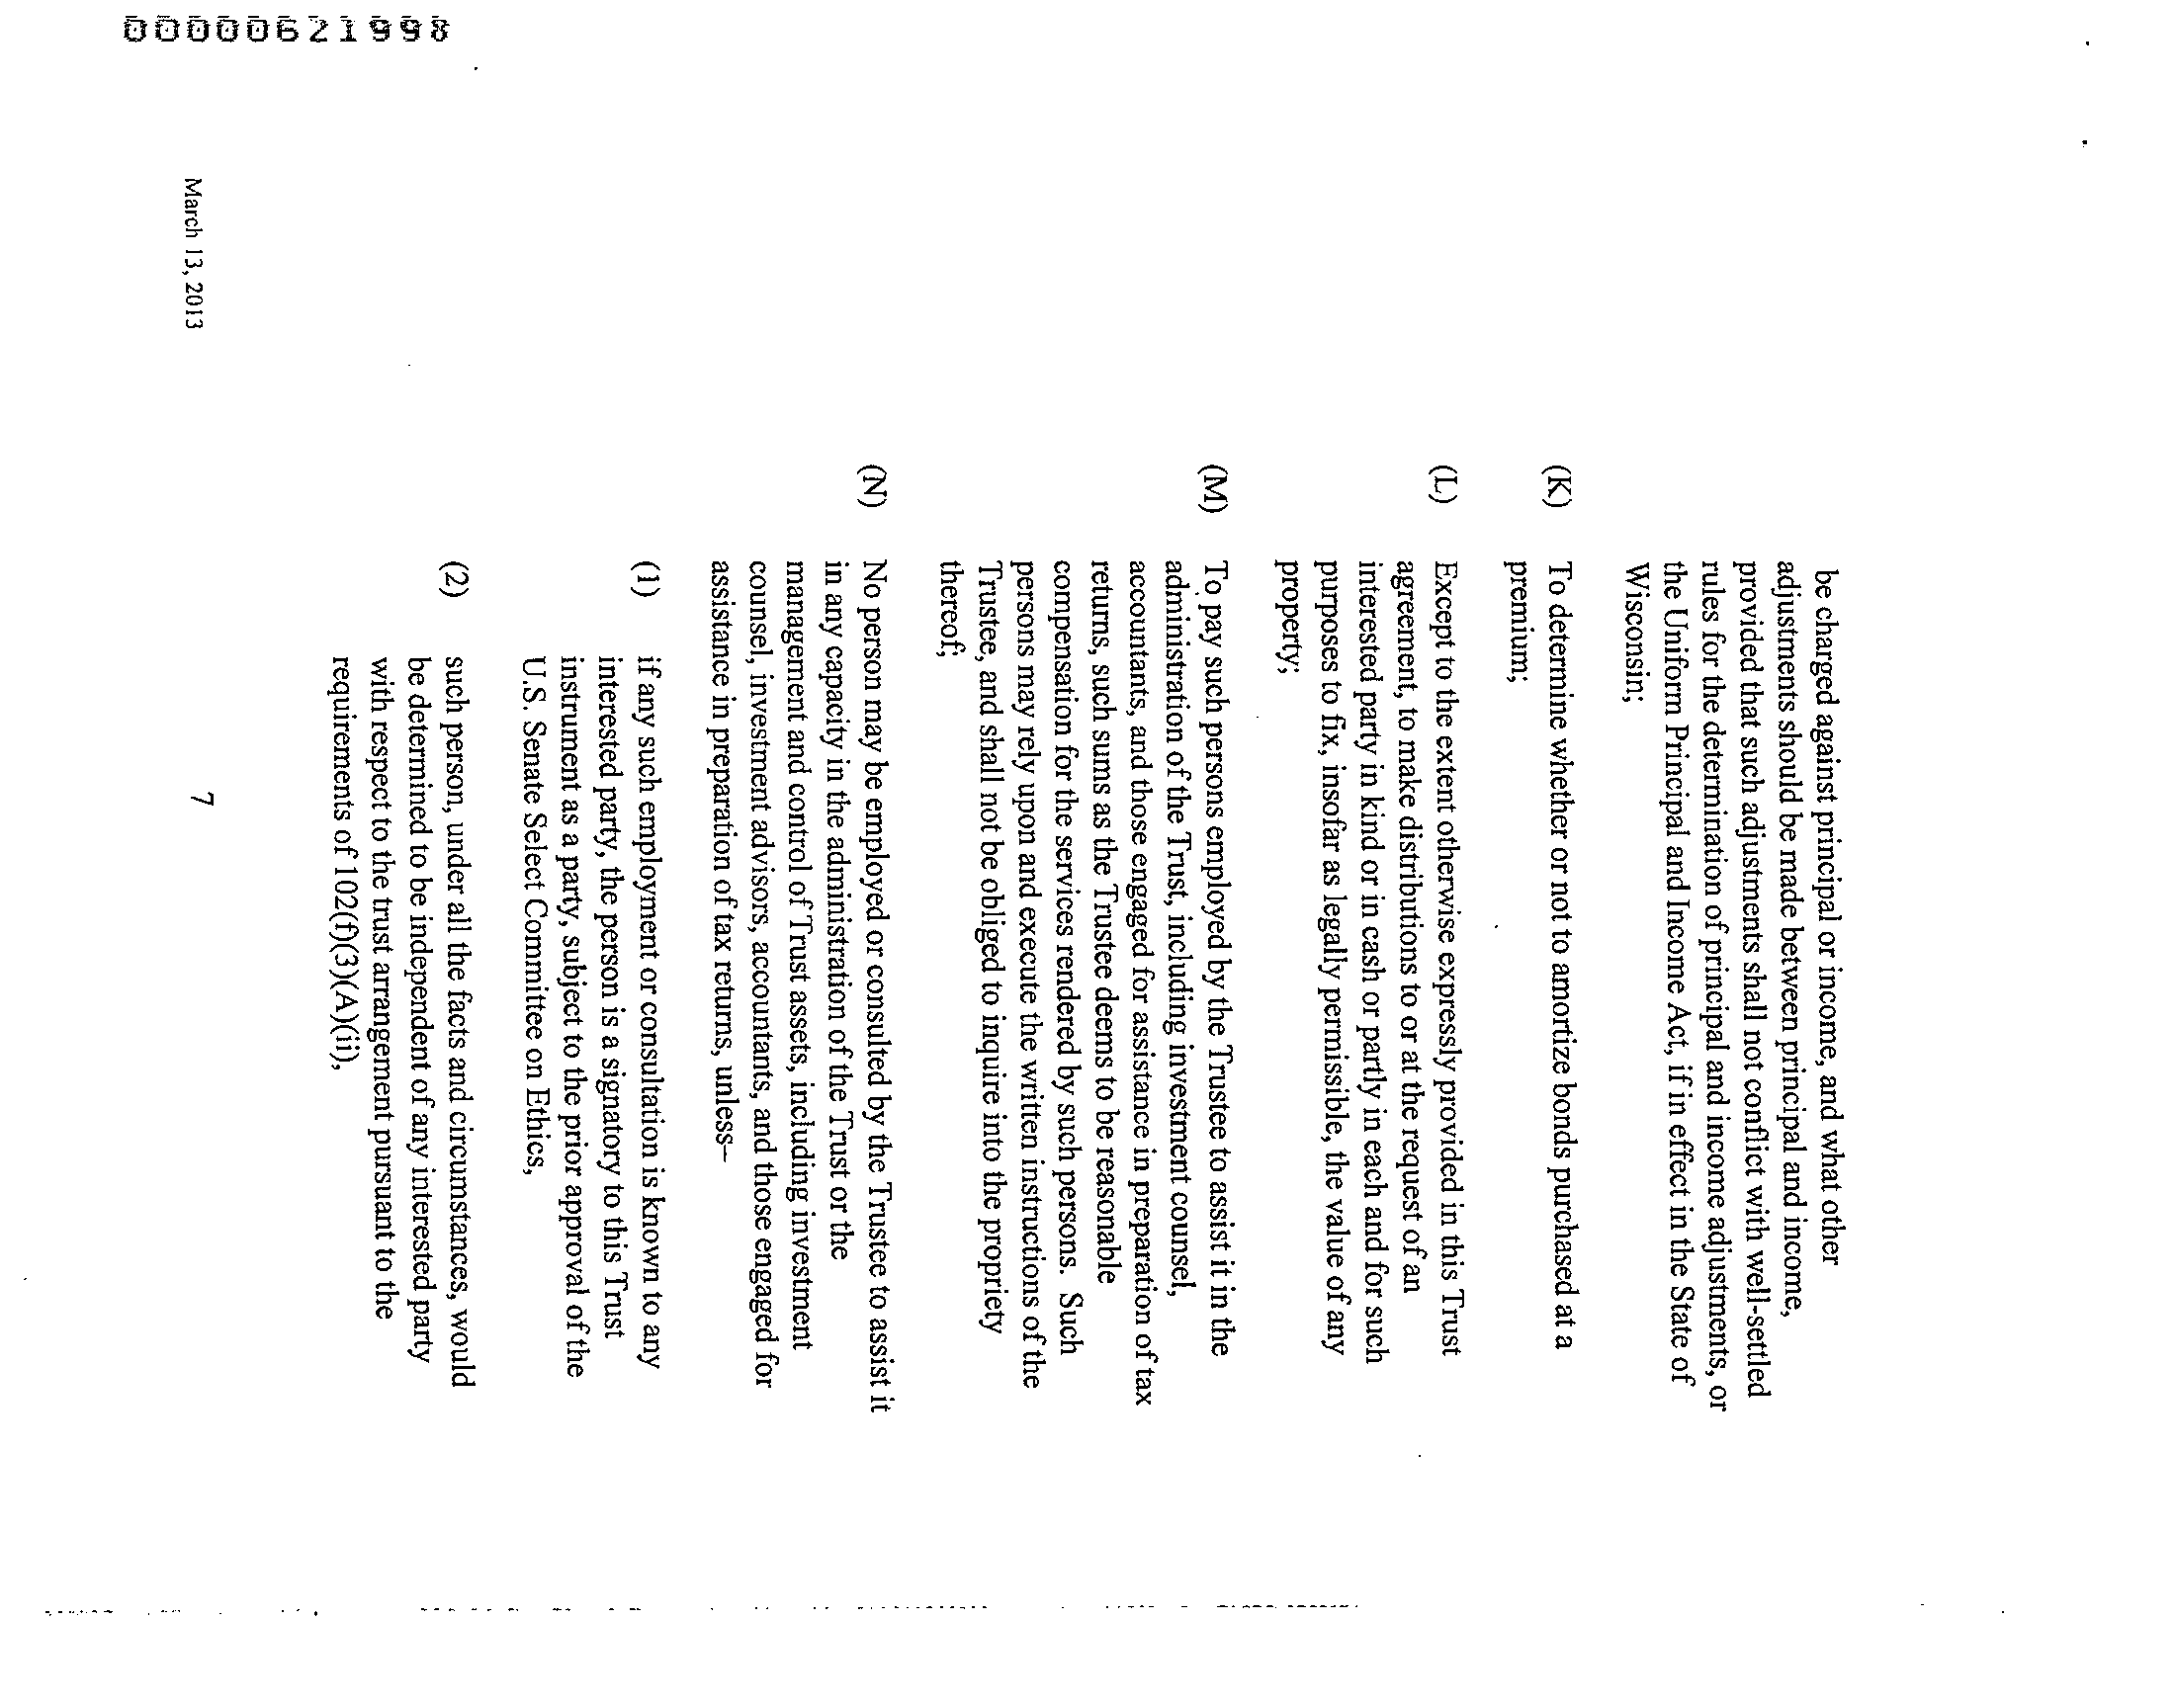 00000621998
be charged against principal or income, and what other
adjustments should be made between principal and income,
provided that such adjustments shall not conflict with well-settled
rules for the determination of principal and income adjustments, or
the Uniform Principal and Income Act, if in effect in the State of
Wisconsin;
(K) To determine whether or not to amortize bonds purchased at a
premium;
(L) Except to the extent otherwise expressly provided in this Trust
agreement, to make distributions to or at the request of an
interested party in kind or in cash or partly in each and for such
purposes to fix, insofar as legally permissible, the value of any
property;
(M) To pay such persons employed by the Trustee to assist it in the
administration of the Trust, including investment counsel,
accountants, and those engaged for assistance in preparation of tax
returns, such sums as the Trustee deems to be reasonable
compensation for the services rendered by such persons. Such
persons may rely upon and execute the written instructions of the
Trustee, and shall not be obliged to inquire into the propriety
thereof;
(N) No person may be employed or consulted by the Trustee to assist it
in any capacity in the administration of the Trust or the
management and control of Trust assets, including investment
counsel, investment advisors, accountants, and those engaged for
assistance in preparation of tax returns, unless--
(1) if any such employment or consultation is known to any
interested party, the person is a signatory to this Trust
instrument as a party, subject to the prior approval of the
U.S. Senate Select Committee on Ethics,
(2) such person, under all the facts and circumstances, would
be determined to be independent of any interested party
with respect to the trust arrangement pursuant to the
requirements of 102(f)(3)(A)(ii),
7
March 13, 2013